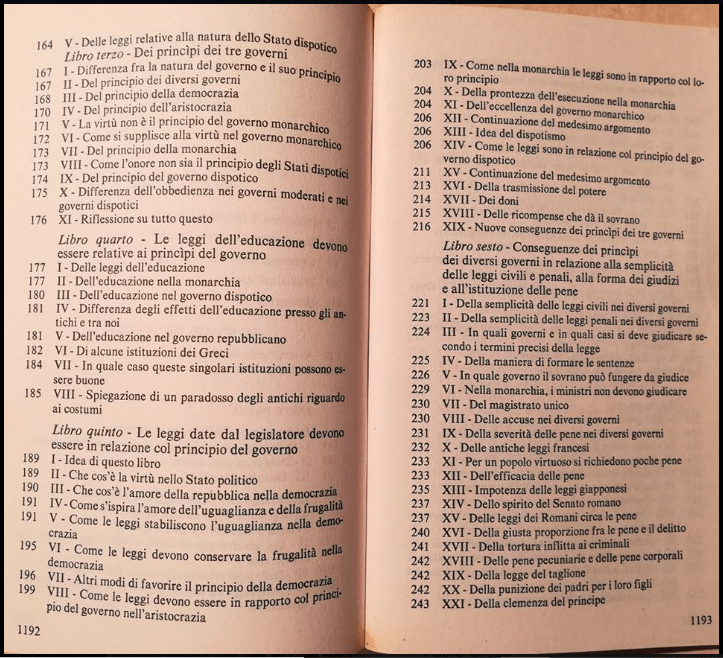 164 V - Delle leggi relative alla natura dello Stato dispotico
Libro terzo - Dei princìpi dei tre governi
167 I - Differenza fra la natura del governo e il suo principio
167 II - Del principio dei diversi governi
168 III - Del principio della democrazia
170 IV - Del principio dell'aristocrazia
171 V - La virtù non è il principio del governo monarchico
172 VI - Come si supplisce alla virtù nel governo monarchico
173 VII - Del principio della monarchia
173 VIII - Come l'onore non sia il principio degli Stati dispotici
174 IX - Del principio del governo dispotico
175 X - Differenza dell'obbedienza nei governi moderati e nei
governi dispotici
176 XI - Riflessione su tutto questo
Libro quarto - Le leggi dell'educazione devono
essere relative ai princìpi del governo
177 I - Delle leggi dell'educazione
177 II - Dell'educazione nella monarchia
180 III - Dell'educazione nel governo dispotico
181 IV - Differenza degli effetti dell'educazione presso gli an-
tichi e tra noi
181 V - Dell'educazione nel governo repubblicano
182 VI - Di alcune istituzioni dei Greci
184 VII - In quale caso queste singolari istituzioni possono es-
sere buone
185 VIII - Spiegazione di un paradosso degli antichi riguardo
ai costumi
Libro quinto - Le leggi date dal legislatore devono
essere in relazione col principio del governo
189 I - Idea di questo libro
189 II - Che cos'è la virtù nello Stato politico
190 III - Che cos'è l'amore della repubblica nella democrazia
191 IV - Come s'ispira l'amore dell'uguaglianza e della frugalità
191 V - Come le leggi stabiliscono l'uguaglianza nella demo-
crazia
195 VI - Come le leggi devono conservare la frugalità nella
democrazia
196 VII - Altri modi di favorire il principio della democrazia
199 VIII - Come le leggi devono essere in rapporto col princi-
pio del governo nell'aristocrazia
1192
203 IX - Come nella monarchia le leggi sono in rapporto col lo-
ro principio
204 X - Della prontezza dell'esecuzione nella monarchia
204 XI - Dell'eccellenza del governo monarchico
206 XII - Continuazione del medesimo argomento
206 XIII - Idea del dispotismo
206 XIV - Come le leggi sono in relazione col principio del go-
verno dispotico
211 XV - Continuazione del medesimo argomento
213 XVI - Della trasmissione del potere
214 XVII - Dei doni
215 XVIII - Delle ricompense che dà il sovrano
216 XIX - Nuove conseguenze dei princìpi dei tre governi
Libro sesto - Conseguenze dei princìpi
dei diversi governi in relazione alla semplicità
delle leggi civili e penali, alla forma dei giudizi
e all'istituzione delle pene
221 I - Della semplicità delle leggi civili nei diversi governi
223 II - Della semplicità delle leggi penali nei diversi governi
224 III - In quali governi e in quali casi si deve giudicare se-
condo i termini precisi della legge
225 IV - Della maniera di formare le sentenze
226 V - In quale governo il sovrano può fungere da giudice
229 VI - Nella monarchia, i ministri non devono giudicare
230 VII - Del magistrato unico
230 VIII - Delle accuse nei diversi governi
231 IX - Della severità delle pene nei diversi governi
232 X - Delle antiche leggi francesi
233 XI - Per un popolo virtuoso si richiedono poche pene
233 XII - Dell'efficacia delle pene
235 XIII - Impotenza delle leggi giapponesi
237 XIV - Dello spirito del Senato romano
237 XV - Delle leggi dei Romani circa le pene
240 XVI - Della giusta proporzione fra le pene e il delitto
241 XVII - Della tortura inflitta ai criminali
242 XVIII - Delle pene pecuniarie e delle pene corporali
242 XIX - Della legge del taglione
242 XX - Della punizione dei padri per i loro figli
243 XXI - Della clemenza del principe
1193